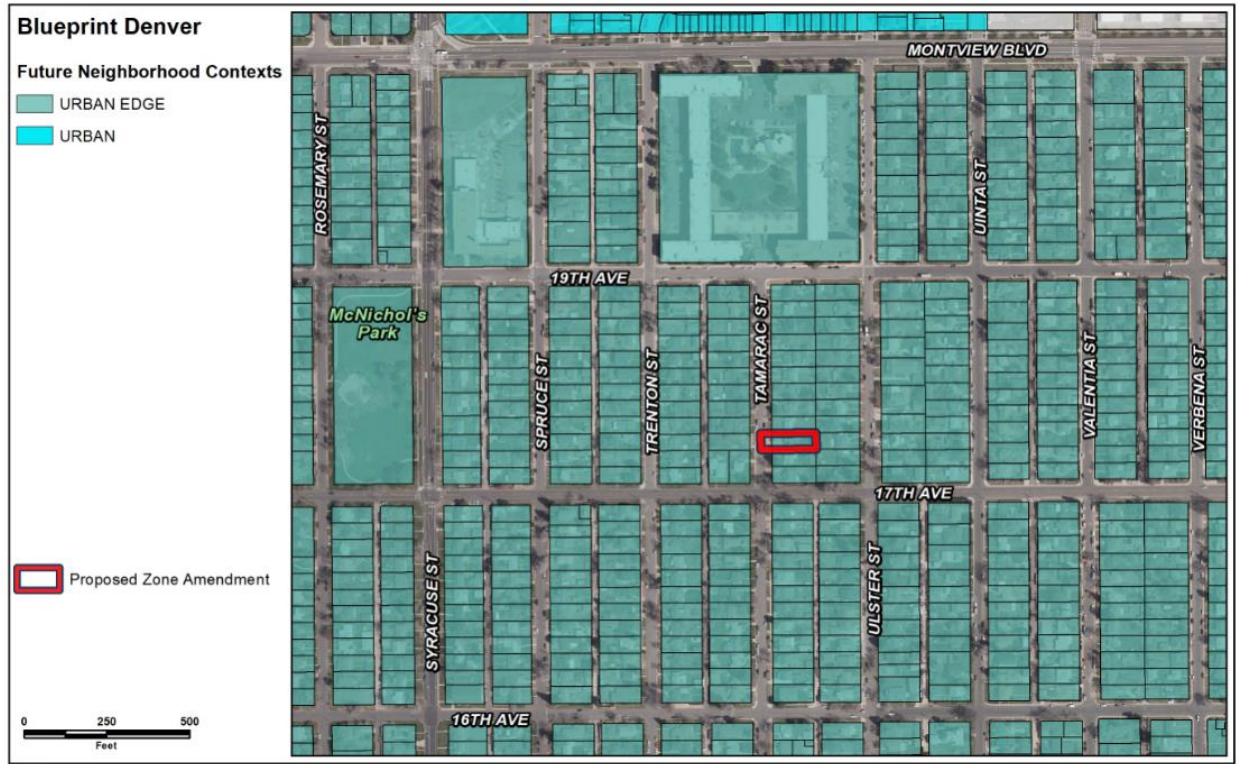 Blueprint Denver
Future Neighborhood Contexts
URBAN EDGE
URBAN
Proposed Zone Amendment
0 250 500
Feet
MONTVIEW BLVD
ROSEMARY ST
UINTA ST
19TH AVE
McNichol's
Park
SPRUCE ST
TRENTON ST
TAMARAC ST
VALENTIA ST
VERBENA ST
17TH AVE
SYRACUSE ST
ULSTER ST
16TH AVE